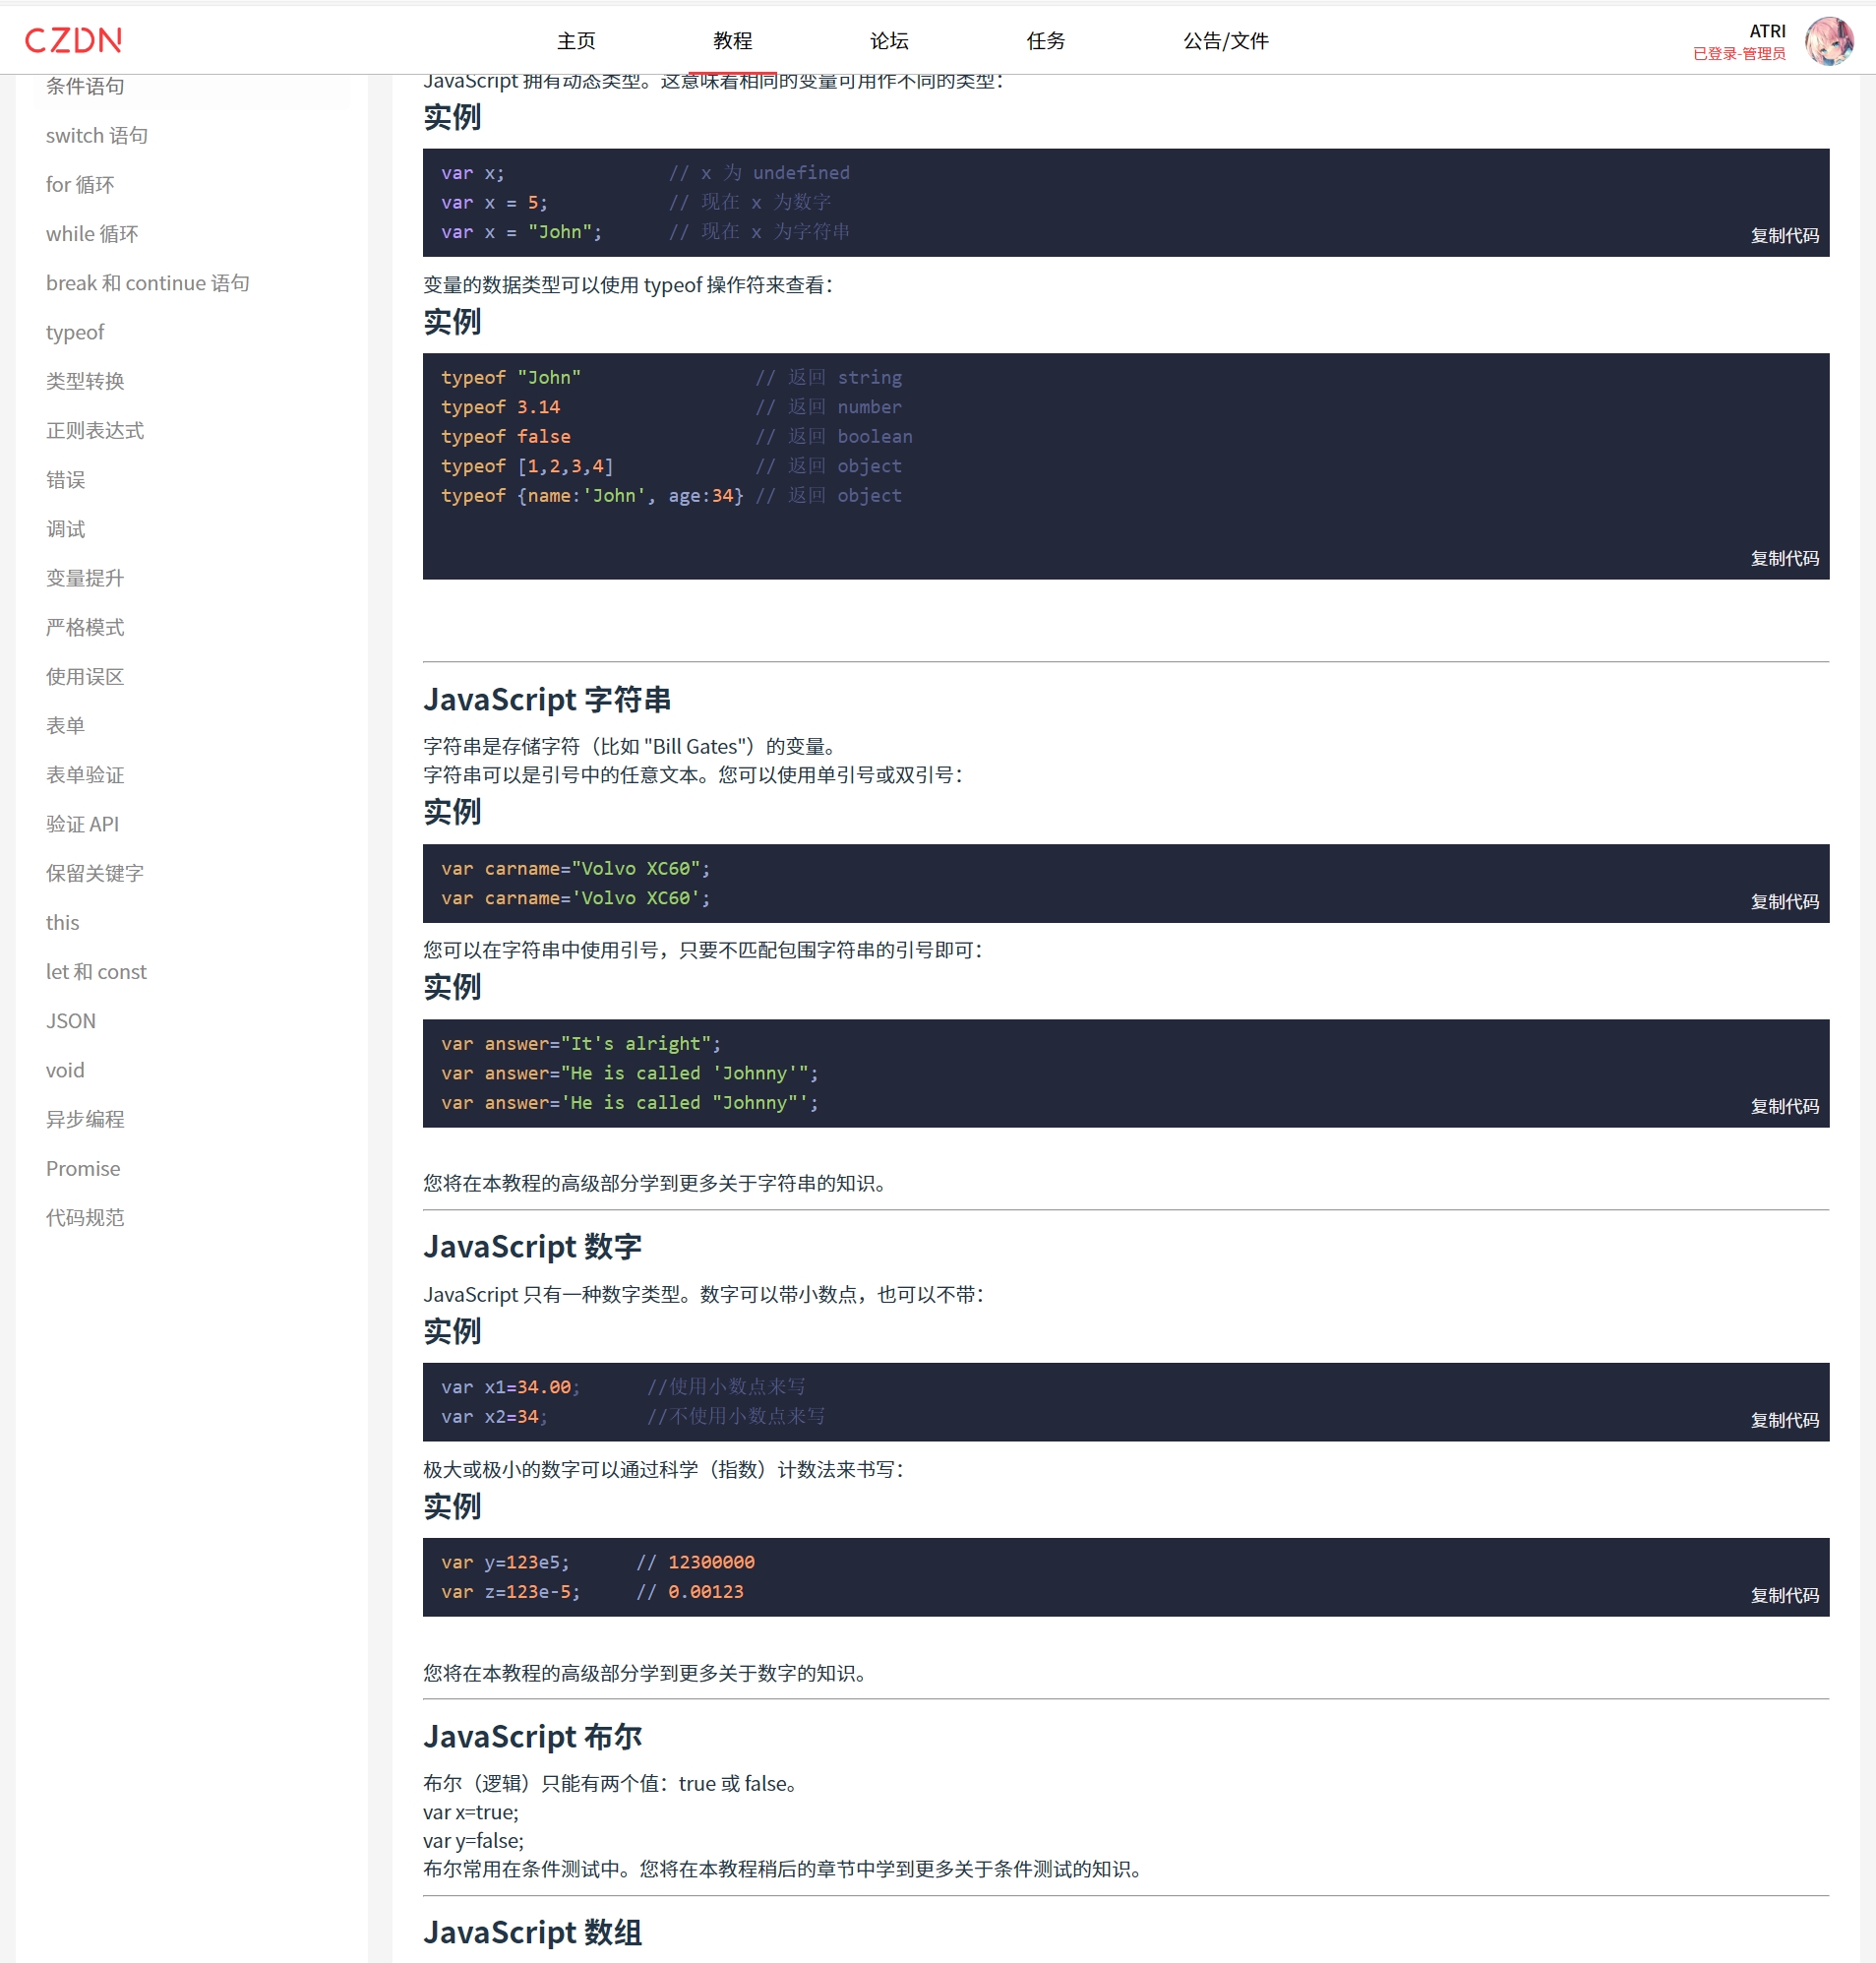 CZDN
主页
教程
论坛
任务
公告/文件
ATRI
已登录-管理员
条件语句
switch 语句
for 循环
while 循环
break 和 continue 语句
typeof
类型转换
正则表达式
错误
调试
变量提升
严格模式
使用误区
表单
表单验证
验证 API
保留关键字
this
let 和 const
JSON
void
异步编程
Promise
代码规范
JavaScript 拥有动态类型。这意味着相同的变量可用作不同的类型：
实例
var x;               // x 为 undefined
var x = 5;           // 现在 x 为数字
var x = "John";      // 现在 x 为字符串
复制代码
变量的数据类型可以使用 typeof 操作符来查看：
实例
typeof "John"                // 返回 string
typeof 3.14                  // 返回 number
typeof false                 // 返回 boolean
typeof [1,2,3,4]             // 返回 object
typeof {name:'John', age:34} // 返回 object
复制代码
JavaScript 字符串
字符串是存储字符（比如 "Bill Gates"）的变量。
字符串可以是引号中的任意文本。您可以使用单引号或双引号：
实例
var carname="Volvo XC60";
var carname='Volvo XC60';
复制代码
您可以在字符串中使用引号，只要不匹配包围字符串的引号即可：
实例
var answer="It's alright";
var answer="He is called 'Johnny'";
var answer='He is called "Johnny"';
复制代码
您将在本教程的高级部分学到更多关于字符串的知识。
JavaScript 数字
JavaScript 只有一种数字类型。数字可以带小数点，也可以不带：
实例
var x1=34.00;      //使用小数点来写
var x2=34;         //不使用小数点来写
复制代码
极大或极小的数字可以通过科学（指数）计数法来书写：
实例
var y=123e5;      // 12300000
var z=123e-5;     // 0.00123
复制代码
您将在本教程的高级部分学到更多关于数字的知识。
JavaScript 布尔
布尔（逻辑）只能有两个值：true 或 false。
var x=true;
var y=false;
布尔常用在条件测试中。您将在本教程稍后的章节中学到更多关于条件测试的知识。
JavaScript 数组